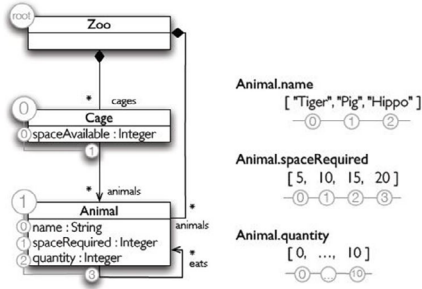 root
Zoo
*
cages
0
Cage
0 spaceAvailable : Integer
1
*
animals
1
Animal
*
animals
0 name : String
1 spaceRequired : Integer
2 quantity : Integer
*
eats
3
Animal.name
[ "Tiger", "Pig", "Hippo" ]
0 1 2
Animal.spaceRequired
[ 5, 10, 15, 20 ]
0 1 2 3
Animal.quantity
[ 0, ..., 10 ]
0 ... 10